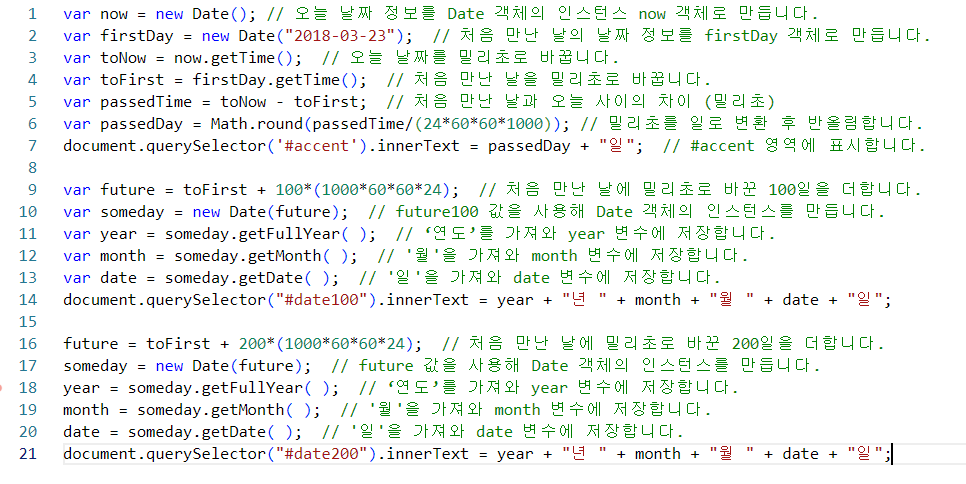 1 var now = new Date(); // 오늘 날짜 정보를 Date 객체의 인스턴스 now 객체로 만듭니다.
2 var firstDay = new Date("2018-03-23"); // 처음 만난 날의 날짜 정보를 firstDay 객체로 만듭니다.
3 var toNow = now.getTime(); // 오늘 날짜를 밀리초로 바꿉니다.
4 var toFirst = firstDay.getTime(); // 처음 만난 날을 밀리초로 바꿉니다.
5 var passedTime = toNow - toFirst; // 처음 만난 날과 오늘 사이의 차이 (밀리초)
6 var passedDay = Math.round(passedTime/(24*60*60*1000)); // 밀리초를 일로 변환 후 반올림합니다.
7 document.querySelector('#accent').innerText = passedDay + "일"; // #accent 영역에 표시합니다.
8
9 var future = toFirst + 100*(1000*60*60*24); // 처음 만난 날에 밀리초로 바꾼 100일을 더합니다.
10 var someday = new Date(future); // future100 값을 사용해 Date 객체의 인스턴스를 만듭니다.
11 var year = someday.getFullYear( ); // ‘연도’를 가져와 year 변수에 저장합니다.
12 var month = someday.getMonth( ); // '월'을 가져와 month 변수에 저장합니다.
13 var date = someday.getDate( ); // '일'을 가져와 date 변수에 저장합니다.
14 document.querySelector("#date100").innerText = year + "년 " + month + "월 " + date + "일";
15
16 future = toFirst + 200*(1000*60*60*24); // 처음 만난 날에 밀리초로 바꾼 200일을 더합니다.
17 someday = new Date(future); // future 값을 사용해 Date 객체의 인스턴스를 만듭니다.
18 year = someday.getFullYear( ); // ‘연도’를 가져와 year 변수에 저장합니다.
19 month = someday.getMonth( ); // '월'을 가져와 month 변수에 저장합니다.
20 date = someday.getDate( ); // '일'을 가져와 date 변수에 저장합니다.
21 document.querySelector("#date200").innerText = year + "년 " + month + "월 " + date + "일";